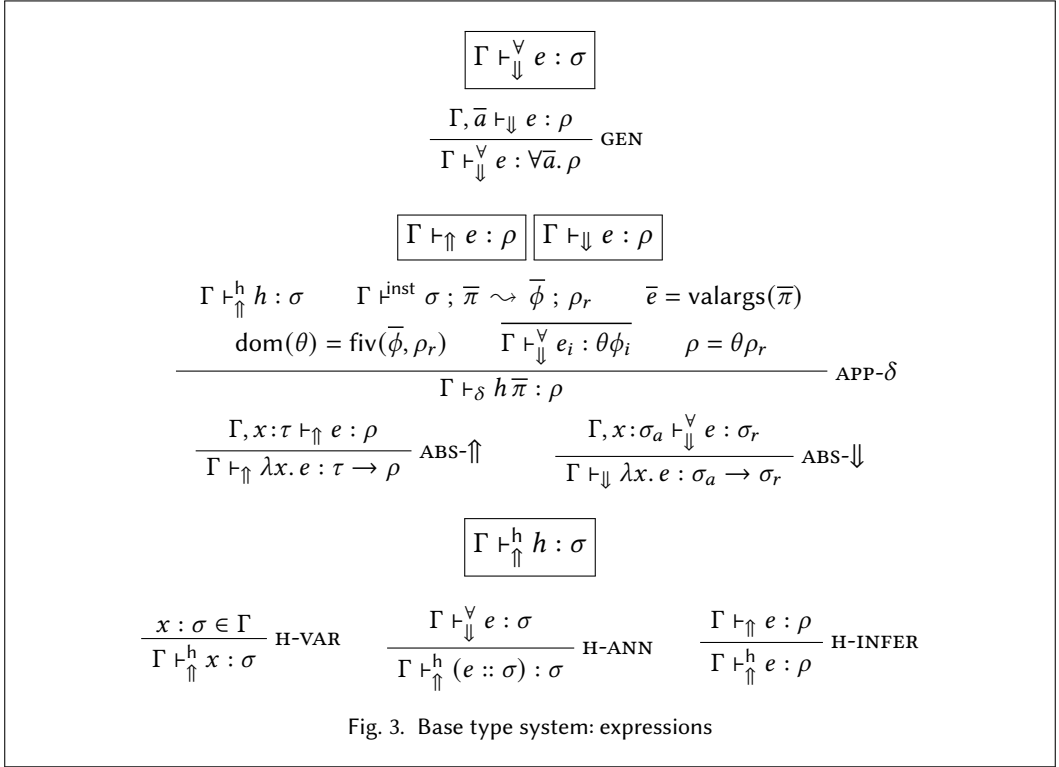 Γ ⊢⇓∀ e : σ
Γ, a̅ ⊢⇓ e : ρ
Γ ⊢⇓∀ e : ∀a̅. ρ GEN
Γ ⊢⇑ e : ρ Γ ⊢⇓ e : ρ
Γ ⊢⇑h h : σ Γ ⊢inst σ ; π̅ ⇝ ϕ̅ ; ρr e̅ = valargs(π̅)
dom(θ) = fiv(ϕ̅, ρr) Γ ⊢⇓∀ ei : θϕi ρ = θρr
Γ ⊢δ h π̅ : ρ APP-δ
Γ, x:τ ⊢⇑ e : ρ
Γ ⊢⇑ λx. e : τ → ρ ABS-⇑
Γ, x:σa ⊢⇓∀ e : σr
Γ ⊢⇓ λx. e : σa → σr ABS-⇓
Γ ⊢⇑h h : σ
x : σ ∈ Γ
Γ ⊢⇑h x : σ H-VAR
Γ ⊢⇓∀ e : σ
Γ ⊢⇑h (e :: σ) : σ H-ANN
Γ ⊢⇑ e : ρ
Γ ⊢⇑h e : ρ H-INFER
Fig. 3. Base type system: expressions